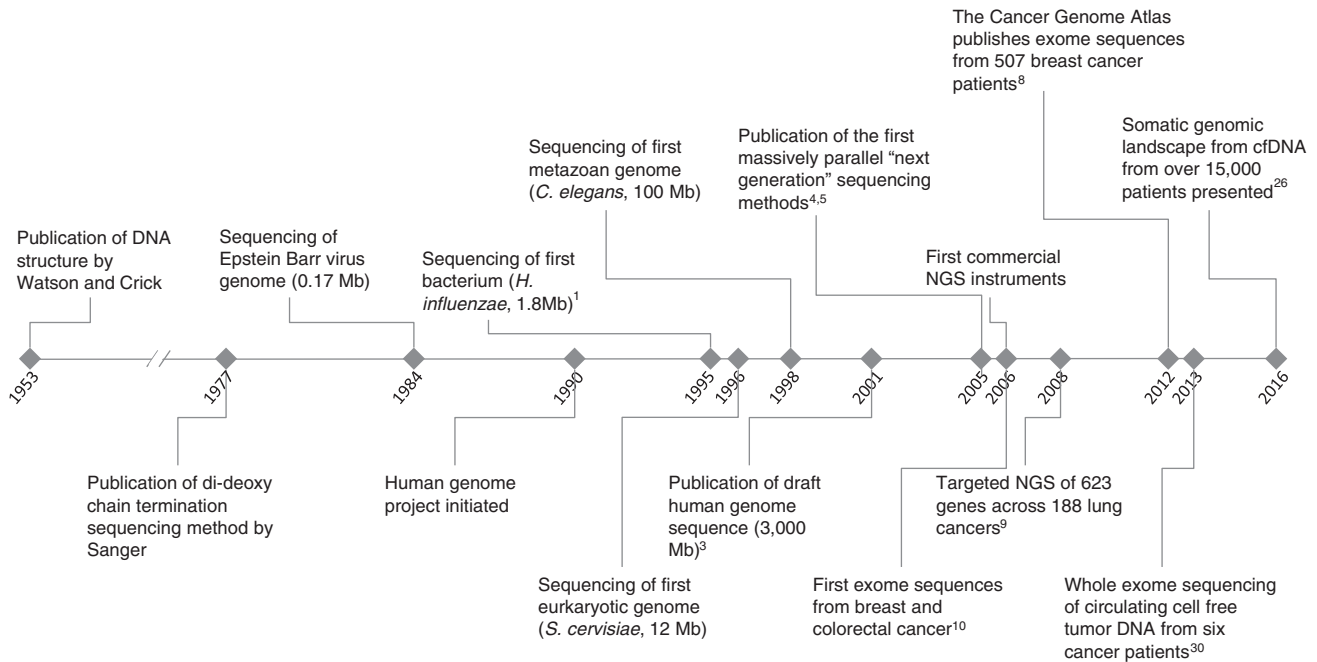 The Cancer Genome Atlas
publishes exome sequences
from 507 breast cancer
patients8
Somatic genomic
landscape from cfDNA
from over 15,000
patients presented26
Publication of the first
massively parallel “next
generation” sequencing
methods4,5
Sequencing of first
metazoan genome
(C. elegans, 100 Mb)
Publication of DNA
structure by
Watson and Crick
Sequencing of
Epstein Barr virus
genome (0.17 Mb)
Sequencing of first
bacterium (H.
influenzae, 1.8Mb)1
First commercial
NGS instruments
1953
1977
1984
1990
1995
1996
1998
2001
2005
2006
2008
2012
2013
2016
Publication of di-deoxy
chain termination
sequencing method by
Sanger
Human genome
project initiated
Publication of draft
human genome
sequence (3,000
Mb)3
Targeted NGS of 623
genes across 188 lung
cancers9
Sequencing of first
eurkaryotic genome
(S. cervisiae, 12 Mb)
First exome sequences
from breast and
colorectal cancer10
Whole exome sequencing
of circulating cell free
tumor DNA from six
cancer patients30